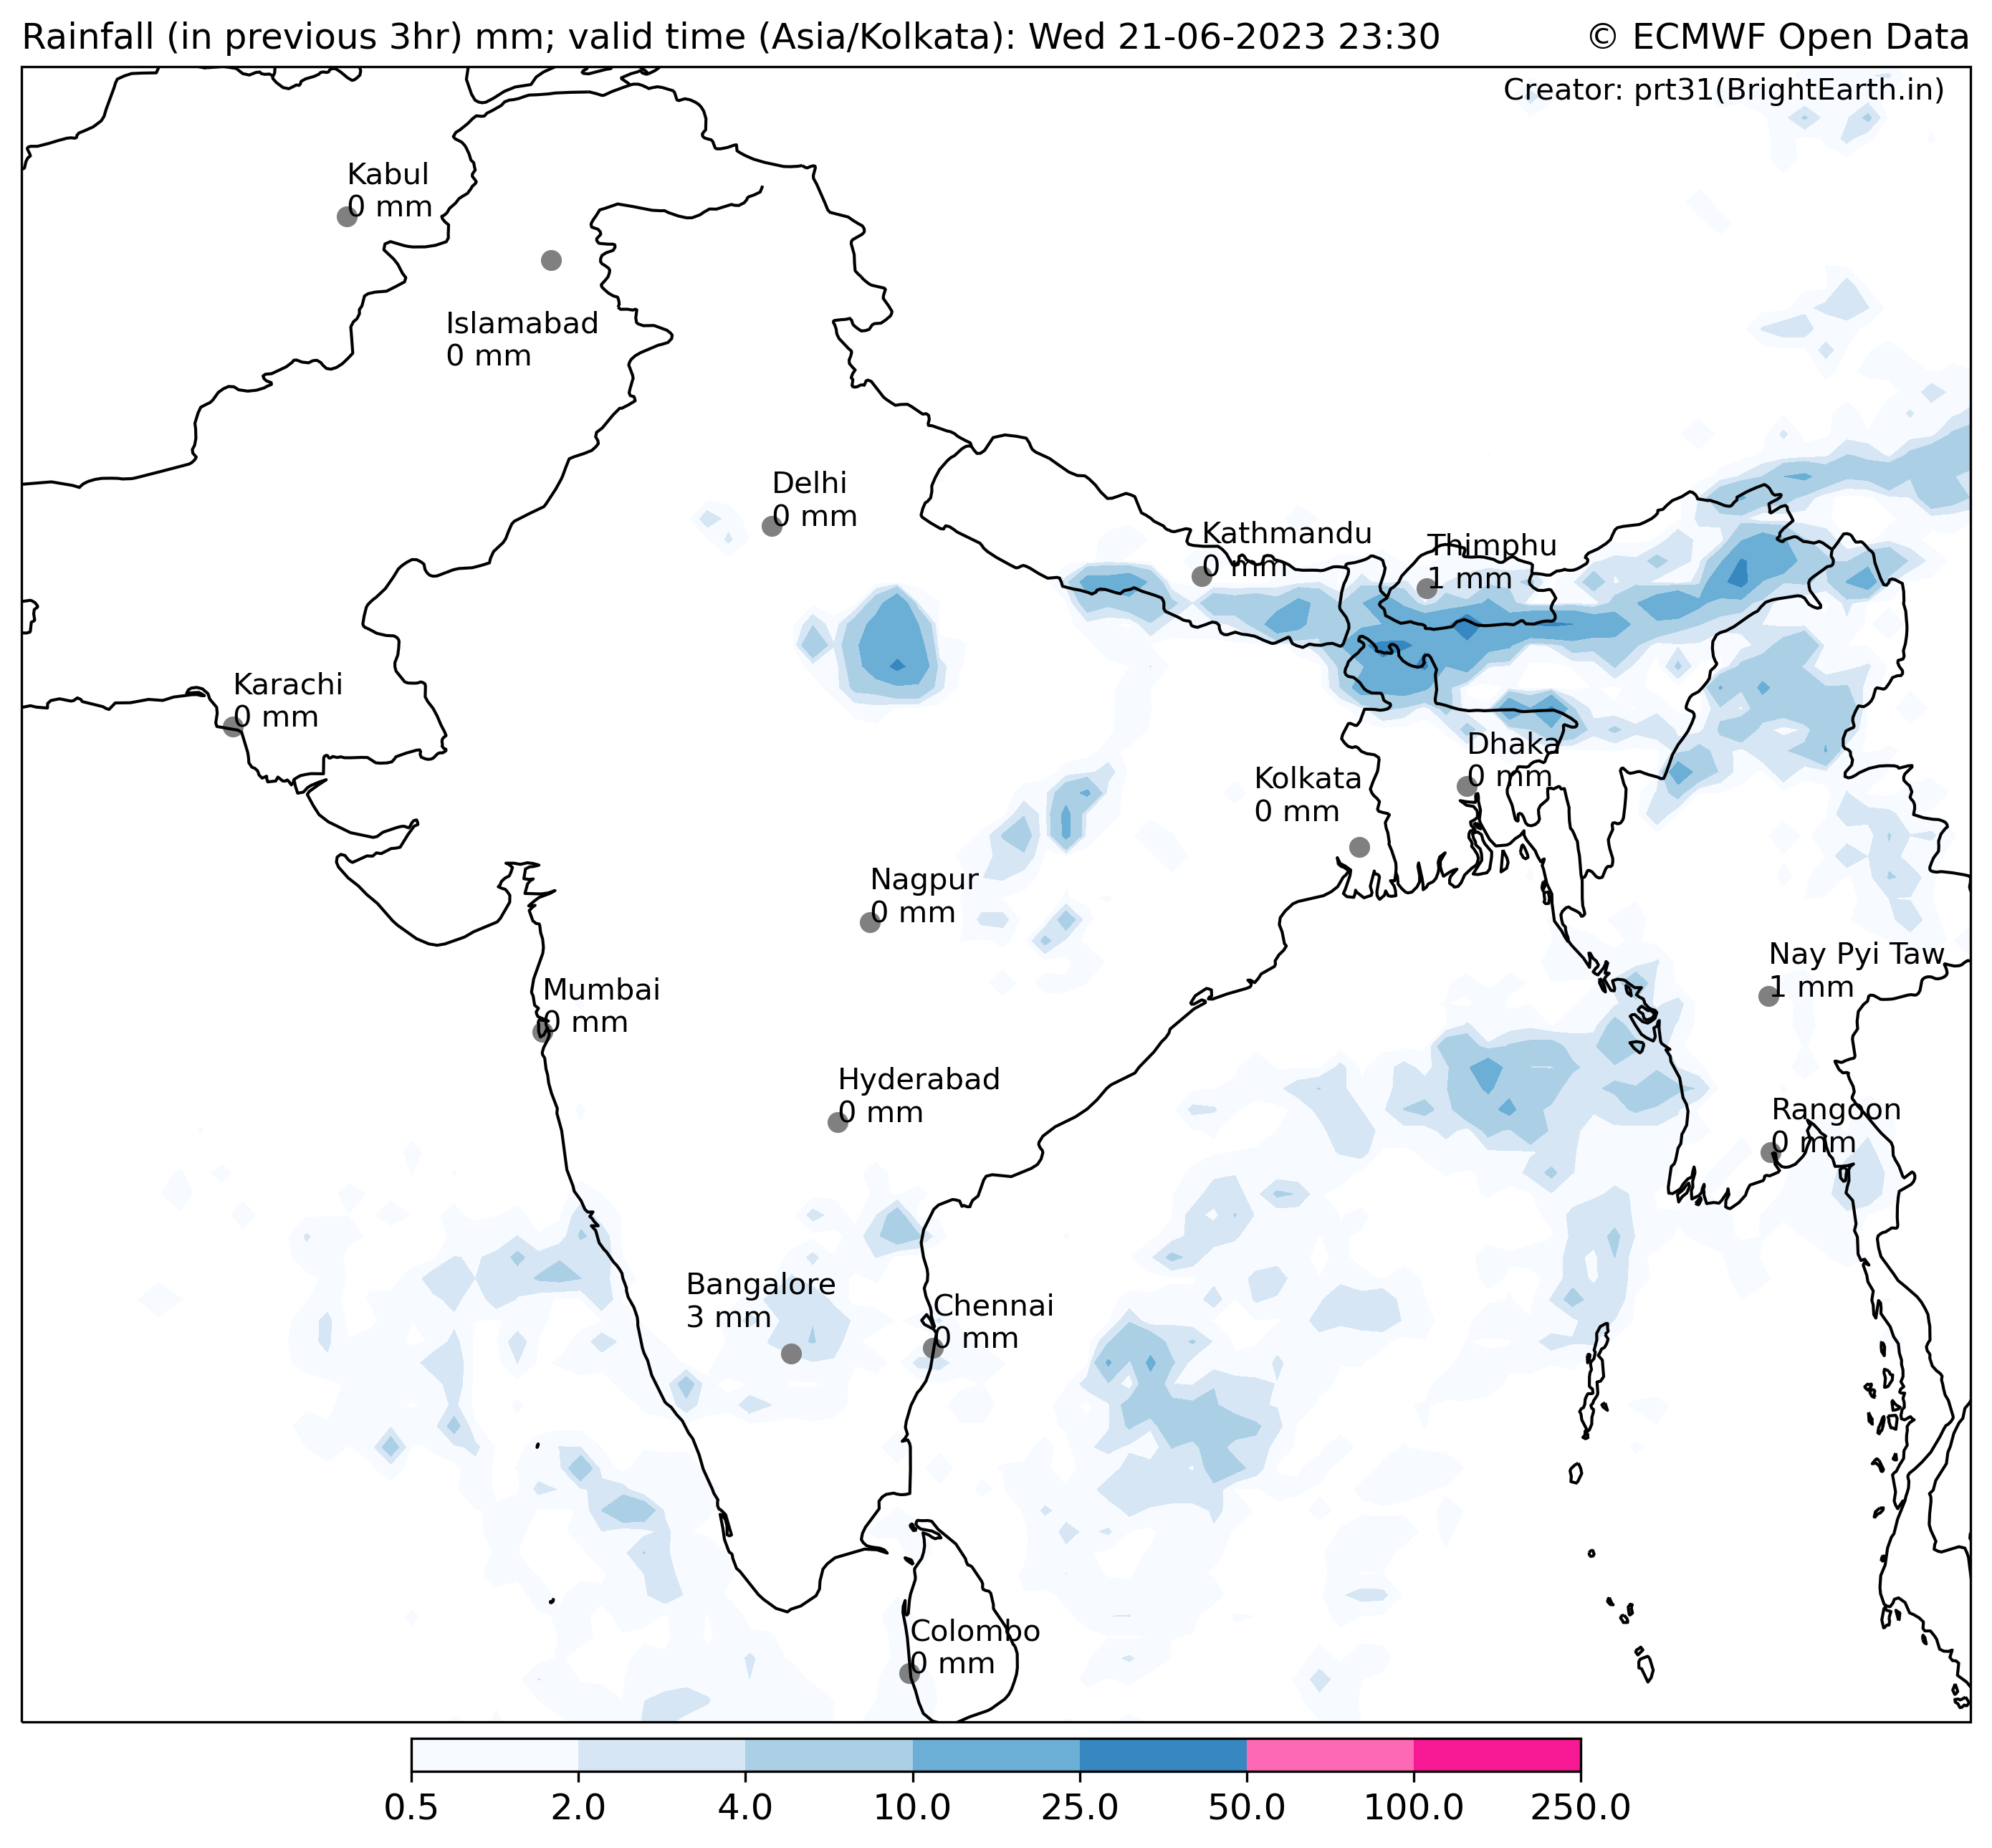 Rainfall (in previous 3hr) mm; valid time (Asia/Kolkata): Wed 21-06-2023 23:30
© ECMWF Open Data
Creator: prt31(BrightEarth.in)
Kabul
0 mm
Islamabad
0 mm
Delhi
0 mm
Kathmandu
0 mm
Thimphu
1 mm
Karachi
0 mm
Dhaka
0 mm
Kolkata
0 mm
Nagpur
0 mm
Nay Pyi Taw
1 mm
Mumbai
0 mm
Hyderabad
0 mm
Rangoon
0 mm
Bangalore
3 mm
Chennai
0 mm
Colombo
0 mm
0.5 2.0 4.0 10.0 25.0 50.0 100.0 250.0